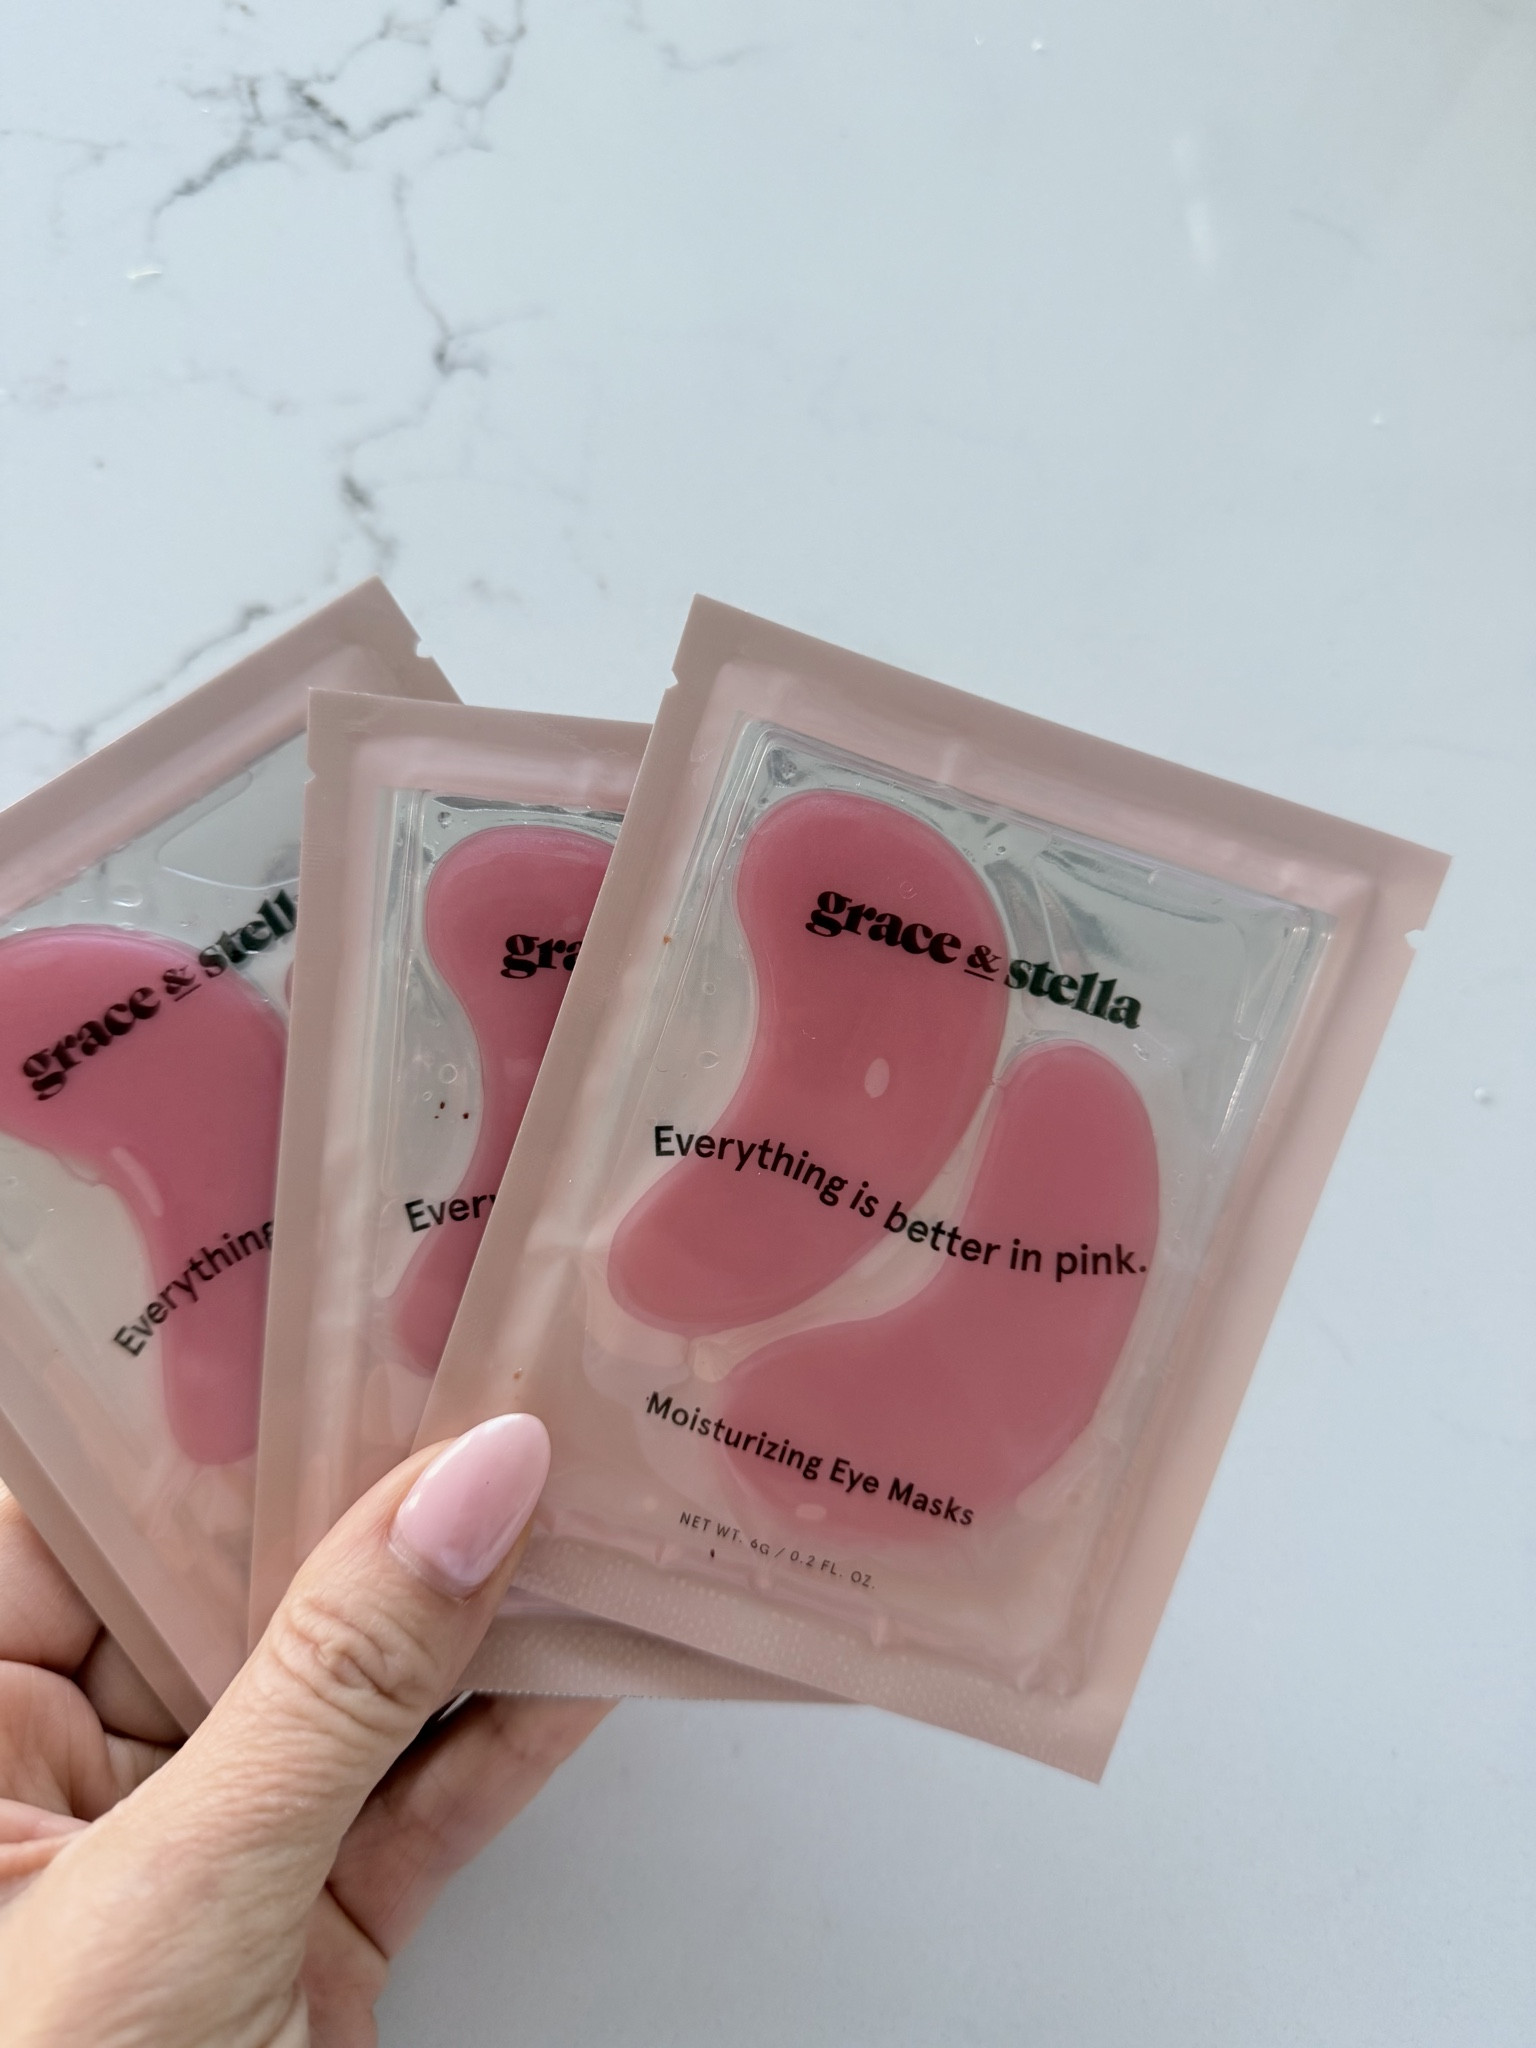 grace & stell
Everything
gra
Every
grace & stella
Everything is better in pink.
Moisturizing Eye Masks
NET WT. 6G / 0.2 FL. OZ.